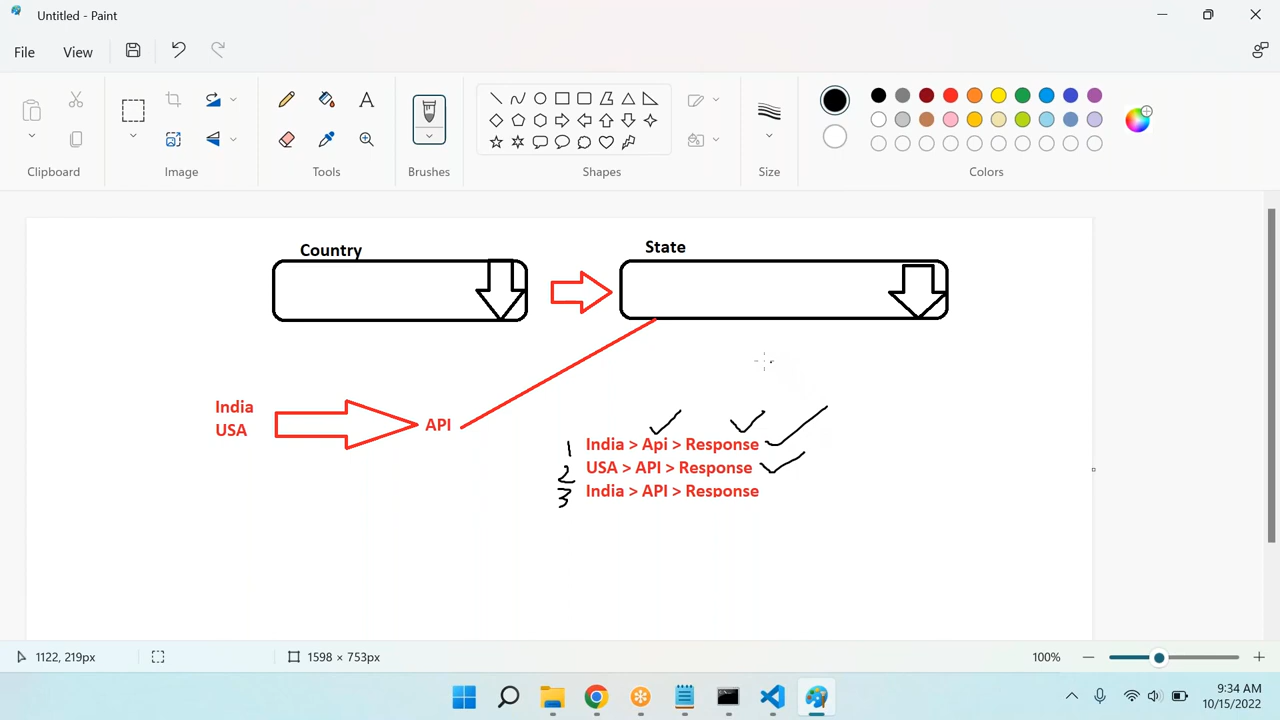 Untitled - Paint
File View
Clipboard
Image
Tools
Brushes
Shapes
Size
Colors
Country
State
India
USA
API
1 India > Api > Response
2 USA > API > Response
3 India > API > Response
1122, 219px
1598 × 753px
100%
9:34 AM
10/15/2022